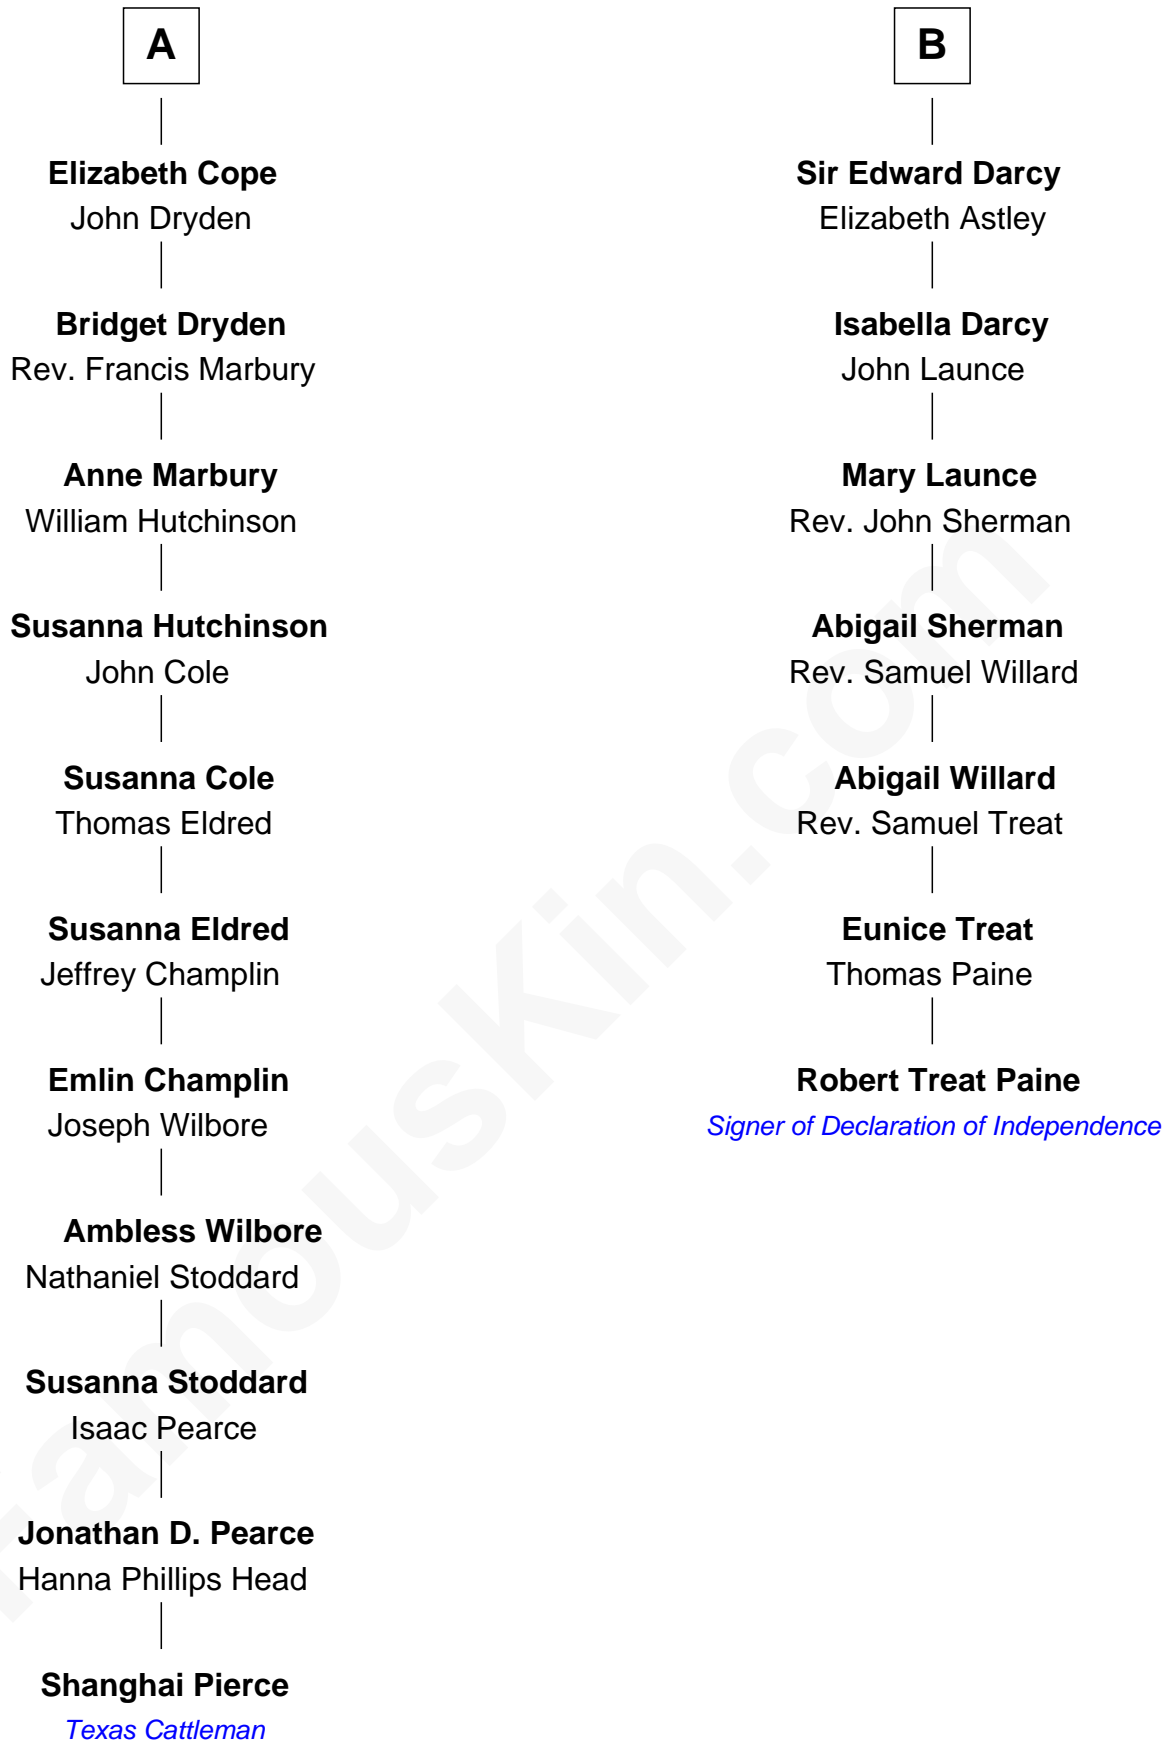 A
Elizabeth Cope
John Dryden
Bridget Dryden
Rev. Francis Marbury
Anne Marbury
William Hutchinson
Susanna Hutchinson
John Cole
Susanna Cole
Thomas Eldred
Susanna Eldred
Jeffrey Champlin
Emlin Champlin
Joseph Wilbore
Ambless Wilbore
Nathaniel Stoddard
Susanna Stoddard
Isaac Pearce
Jonathan D. Pearce
Hanna Phillips Head
Shanghai Pierce
Texas Cattleman
B
Sir Edward Darcy
Elizabeth Astley
Isabella Darcy
John Launce
Mary Launce
Rev. John Sherman
Abigail Sherman
Rev. Samuel Willard
Abigail Willard
Rev. Samuel Treat
Eunice Treat
Thomas Paine
Robert Treat Paine
Signer of Declaration of Independence
FamousKin.com